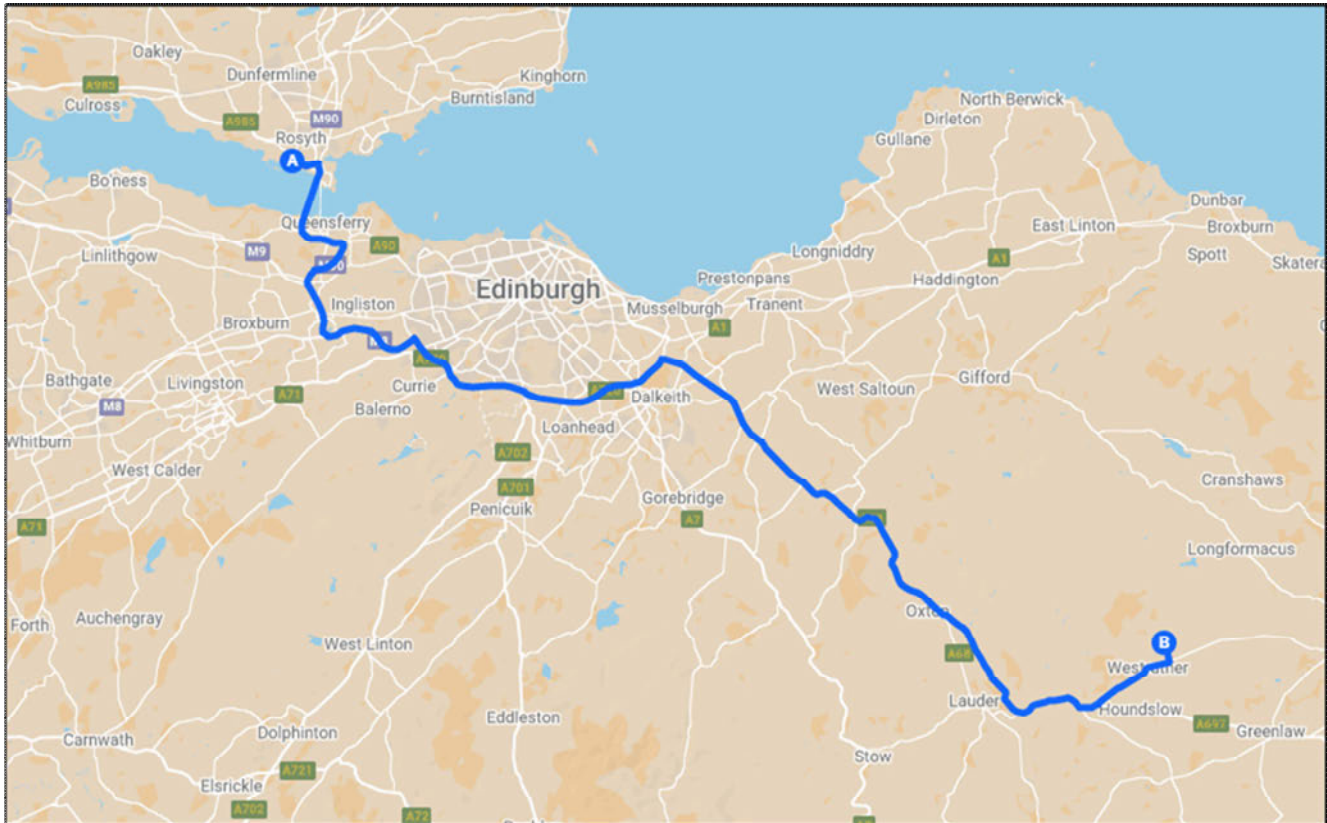 Oakley
Dunfermline
Kinghorn
A985
Culross
Burntisland
North Berwick
A985
M90
Dirleton
Rosyth
Gullane
A
Bo'ness
Dunbar
Queensferry
East Linton
Broxburn
M9
A90
Linlithgow
Longniddry
Spott
A1
Skatera
Prestonpans
Haddington
Edinburgh
Ingliston
Musselburgh
Tranent
Broxburn
A1
Bathgate
Livingston
Currie
Gifford
A71
West Saltoun
Dalkeith
M8
Balerno
Loanhead
Whitburn
A702
West Calder
Cranshaws
A701
Gorebridge
Penicuik
A7
A71
Longformacus
Auchengray
Oxton
Forth
West Linton
B
A68
Westruther
Lauder
Houndslow
Eddleston
A697
Greenlaw
Dolphinton
Carnwath
Stow
A721
Elsrickle
A702
A72